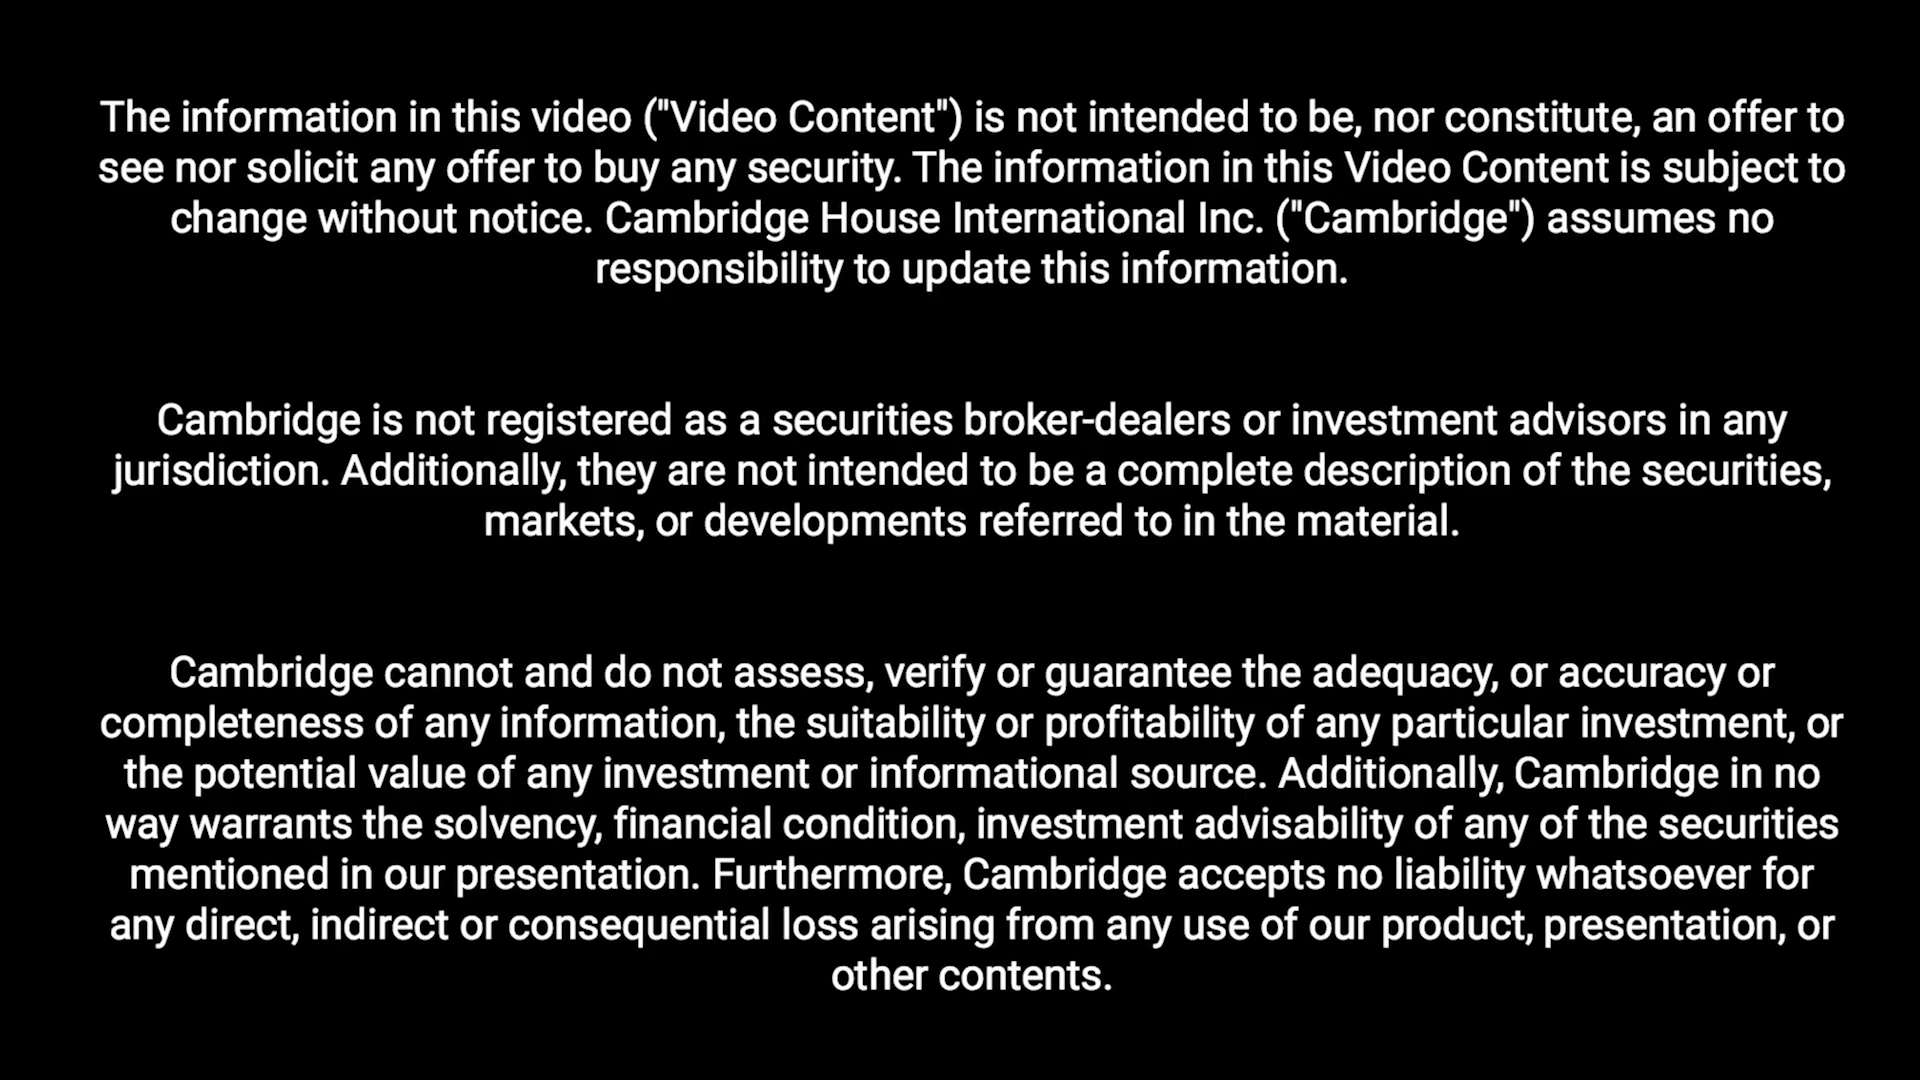 The information in this video ("Video Content") is not intended to be, nor constitute, an offer to
see nor solicit any offer to buy any security. The information in this Video Content is subject to
change without notice. Cambridge House International Inc. ("Cambridge") assumes no
responsibility to update this information.
Cambridge is not registered as a securities broker-dealers or investment advisors in any
jurisdiction. Additionally, they are not intended to be a complete description of the securities,
markets, or developments referred to in the material.
Cambridge cannot and do not assess, verify or guarantee the adequacy, or accuracy or
completeness of any information, the suitability or profitability of any particular investment, or
the potential value of any investment or informational source. Additionally, Cambridge in no
way warrants the solvency, financial condition, investment advisability of any of the securities
mentioned in our presentation. Furthermore, Cambridge accepts no liability whatsoever for
any direct, indirect or consequential loss arising from any use of our product, presentation, or
other contents.